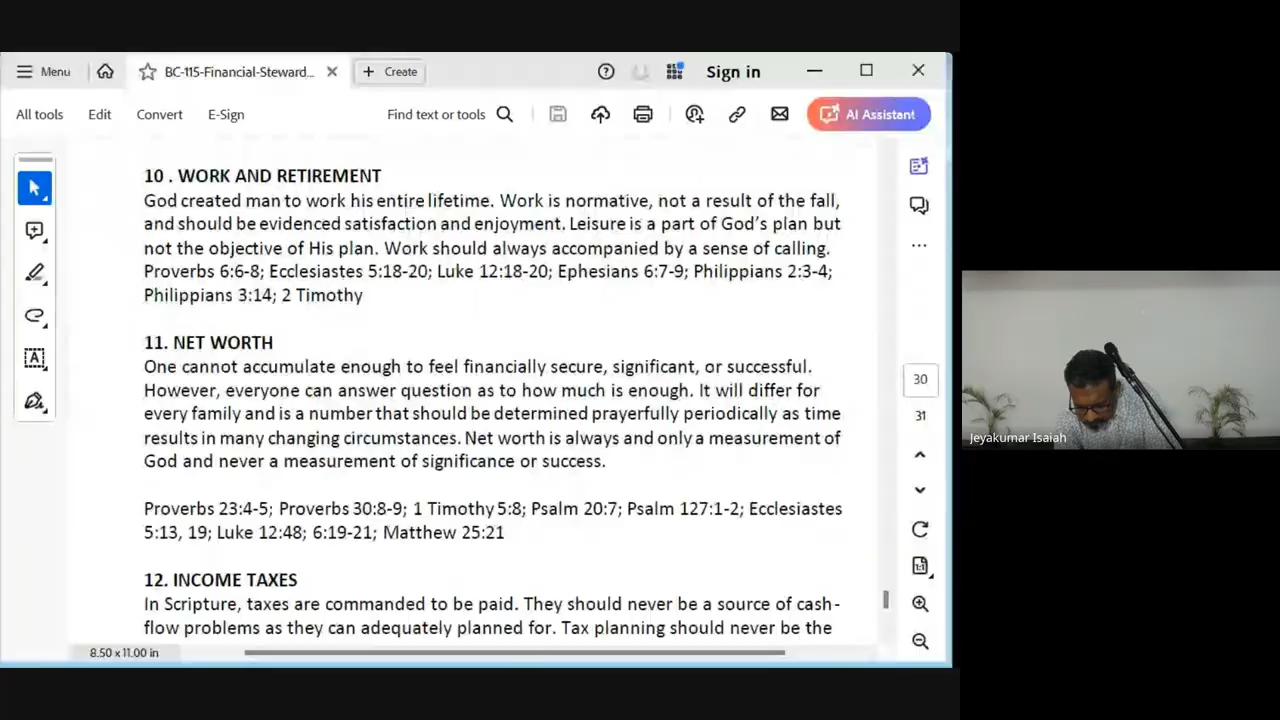 Menu
BC-115-Financial-Steward...
Create
Sign in
All tools
Edit
Convert
E-Sign
Find text or tools
AI Assistant
10 . WORK AND RETIREMENT
God created man to work his entire lifetime. Work is normative, not a result of the fall,
and should be evidenced satisfaction and enjoyment. Leisure is a part of God's plan but
not the objective of His plan. Work should always accompanied by a sense of calling.
Proverbs 6:6-8; Ecclesiastes 5:18-20; Luke 12:18-20; Ephesians 6:7-9; Philippians 2:3-4;
Philippians 3:14; 2 Timothy
11. NET WORTH
One cannot accumulate enough to feel financially secure, significant, or successful.
However, everyone can answer question as to how much is enough. It will differ for
every family and is a number that should be determined prayerfully periodically as time
results in many changing circumstances. Net worth is always and only a measurement of
God and never a measurement of significance or success.
Proverbs 23:4-5; Proverbs 30:8-9; 1 Timothy 5:8; Psalm 20:7; Psalm 127:1-2; Ecclesiastes
5:13, 19; Luke 12:48; 6:19-21; Matthew 25:21
12. INCOME TAXES
In Scripture, taxes are commanded to be paid. They should never be a source of cash-
flow problems as they can adequately planned for. Tax planning should never be the
8.50 x 11.00 in
30
31
1:1
Jeyakumar Isaiah